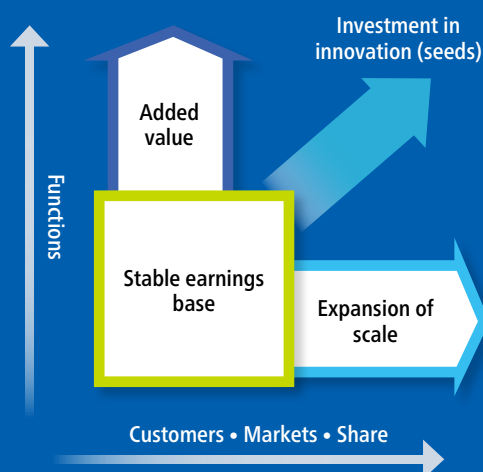 Investment in
innovation (seeds)
Added
value
Functions
Stable earnings
base
Expansion of
scale
Customers • Markets • Share